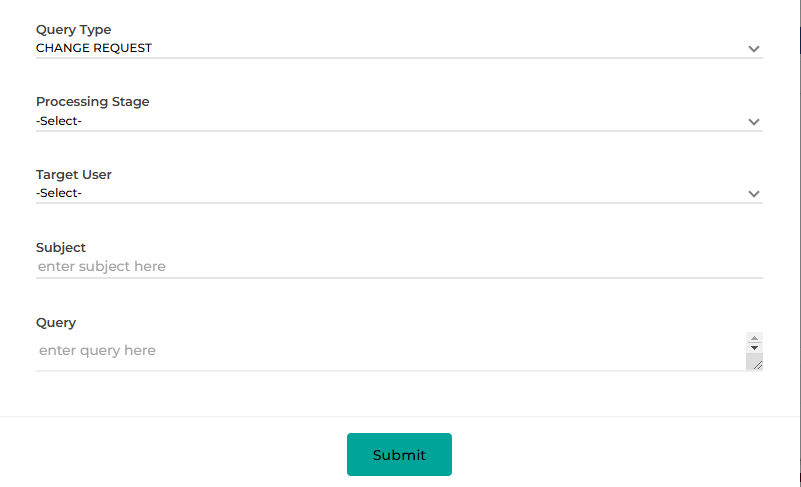 Query Type
CHANGE REQUEST
Processing Stage
-Select-
Target User
-Select-
Subject
enter subject here
Query
enter query here
Submit